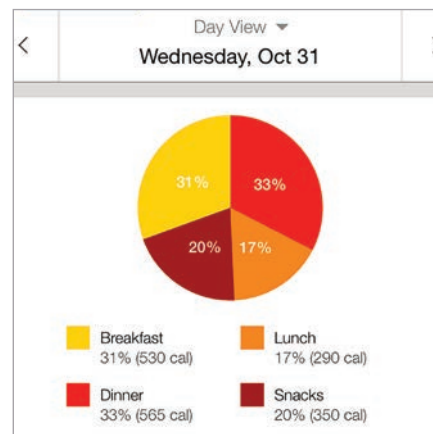 Day View
Wednesday, Oct 31
31%
33%
20%
17%
Breakfast
31% (530 cal)
Lunch
17% (290 cal)
Dinner
33% (565 cal)
Snacks
20% (350 cal)